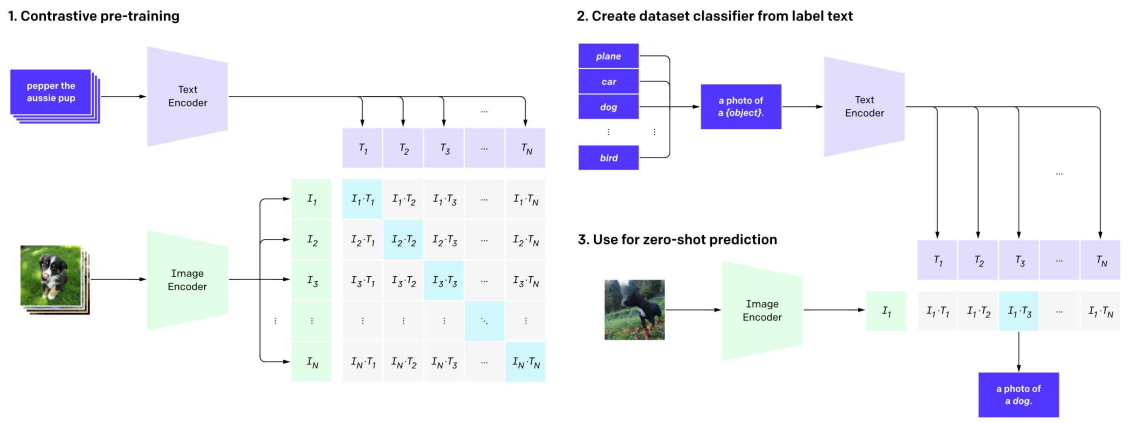 1. Contrastive pre-training
pepper the
aussie pup
Text
Encoder
...
T1 T2 T3 ... TN
I1 I1·T1 I1·T2 I1·T3 ... I1·TN
I2 I2·T1 I2·T2 I2·T3 ... I2·TN
Image
Encoder
I3 I3·T1 I3·T2 I3·T3 ... I3·TN
⋮ ⋮ ⋮ ⋮ ⋮ ⋱ ⋮
IN IN·T1 IN·T2 IN·T3 ... IN·TN
2. Create dataset classifier from label text
plane
car
dog
⋮ ⋮
bird
a photo of
a {object}.
Text
Encoder
...
3. Use for zero-shot prediction
T1 T2 T3 ... TN
Image
Encoder
I1 I1·T1 I1·T2 I1·T3 ... I1·TN
a photo of
a dog.